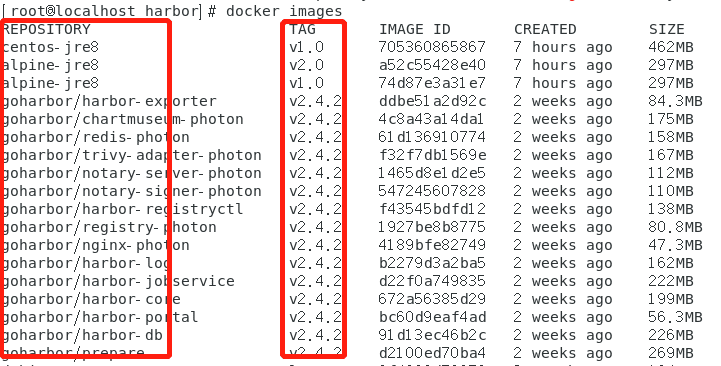 [root@localhost harbor]# docker images
REPOSITORY TAG IMAGE ID CREATED SIZE
centos-jre8 v1.0 705360865867 7 hours ago 462MB
alpine-jre8 v2.0 a52c55428e40 7 hours ago 297MB
alpine-jre8 v1.0 74d87e3a31e7 7 hours ago 297MB
goharbor/harbor-exporter v2.4.2 ddbe51a2d92c 2 weeks ago 84.3MB
goharbor/chartmuseum-photon v2.4.2 4c8a43a14da1 2 weeks ago 175MB
goharbor/redis-photon v2.4.2 61d136910774 2 weeks ago 158MB
goharbor/trivy-adapter-photon v2.4.2 f32f7db1569e 2 weeks ago 167MB
goharbor/notary-server-photon v2.4.2 1465d8e1d2e5 2 weeks ago 112MB
goharbor/notary-signer-photon v2.4.2 547245607828 2 weeks ago 110MB
goharbor/harbor-registryctl v2.4.2 f43545bdfd12 2 weeks ago 138MB
goharbor/registry-photon v2.4.2 1927be8b8775 2 weeks ago 80.8MB
goharbor/nginx-photon v2.4.2 4189bfe82749 2 weeks ago 47.3MB
goharbor/harbor-log v2.4.2 b2279d3a2ba5 2 weeks ago 162MB
goharbor/harbor-jobservice v2.4.2 d22f0a749835 2 weeks ago 222MB
goharbor/harbor-core v2.4.2 672a56385d29 2 weeks ago 199MB
goharbor/harbor-portal v2.4.2 bc60d9eaf4ad 2 weeks ago 56.3MB
goharbor/harbor-db v2.4.2 91d13ec46b2c 2 weeks ago 226MB
goharbor/prepare v2.4.2 d2100ed70ba4 2 weeks ago 269MB